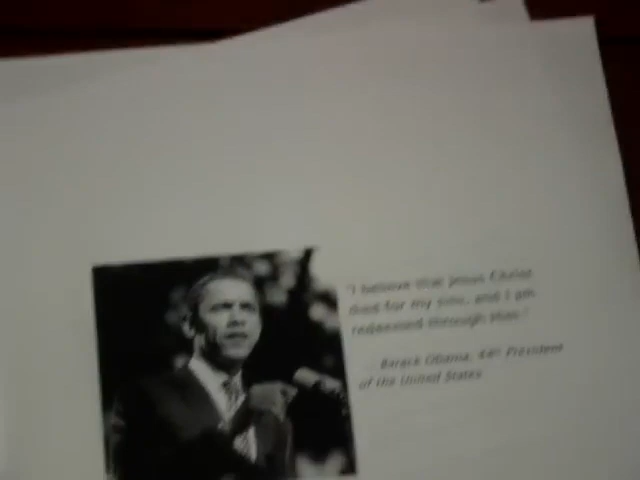 "I believe that Jesus Christ
died for my sins, and I am
redeemed through Him."
Barack Obama, 44th President
of the United States